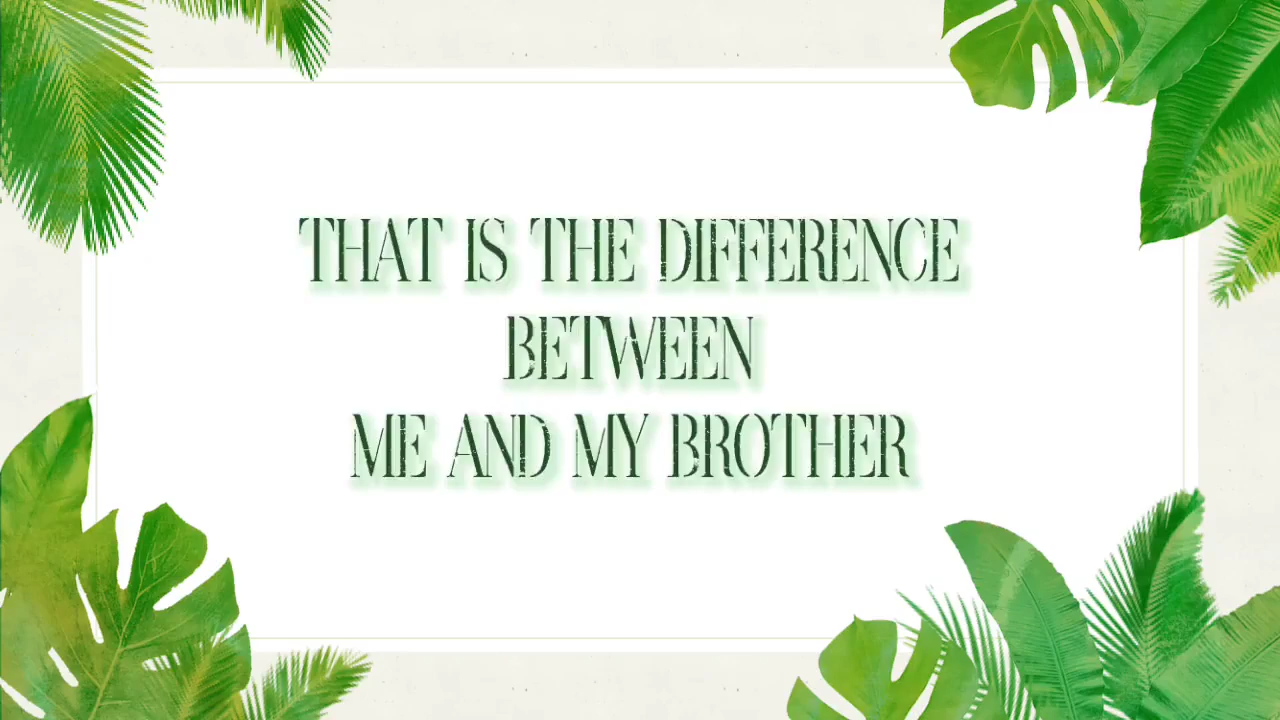 THAT IS THE DIFFERENCE
BETWEEN
ME AND MY BROTHER